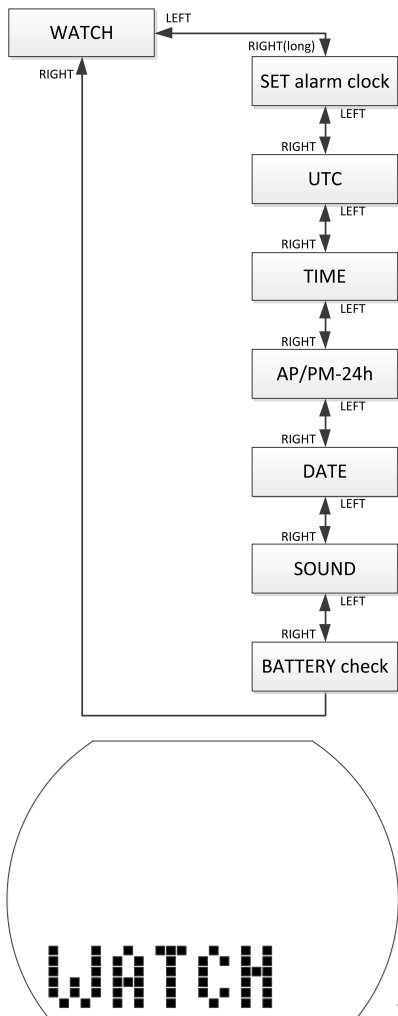 WATCH
LEFT
RIGHT(long)
RIGHT
SET alarm clock
LEFT
RIGHT
UTC
LEFT
RIGHT
TIME
LEFT
RIGHT
AP/PM-24h
LEFT
RIGHT
DATE
LEFT
RIGHT
SOUND
LEFT
RIGHT
BATTERY check
WATCH